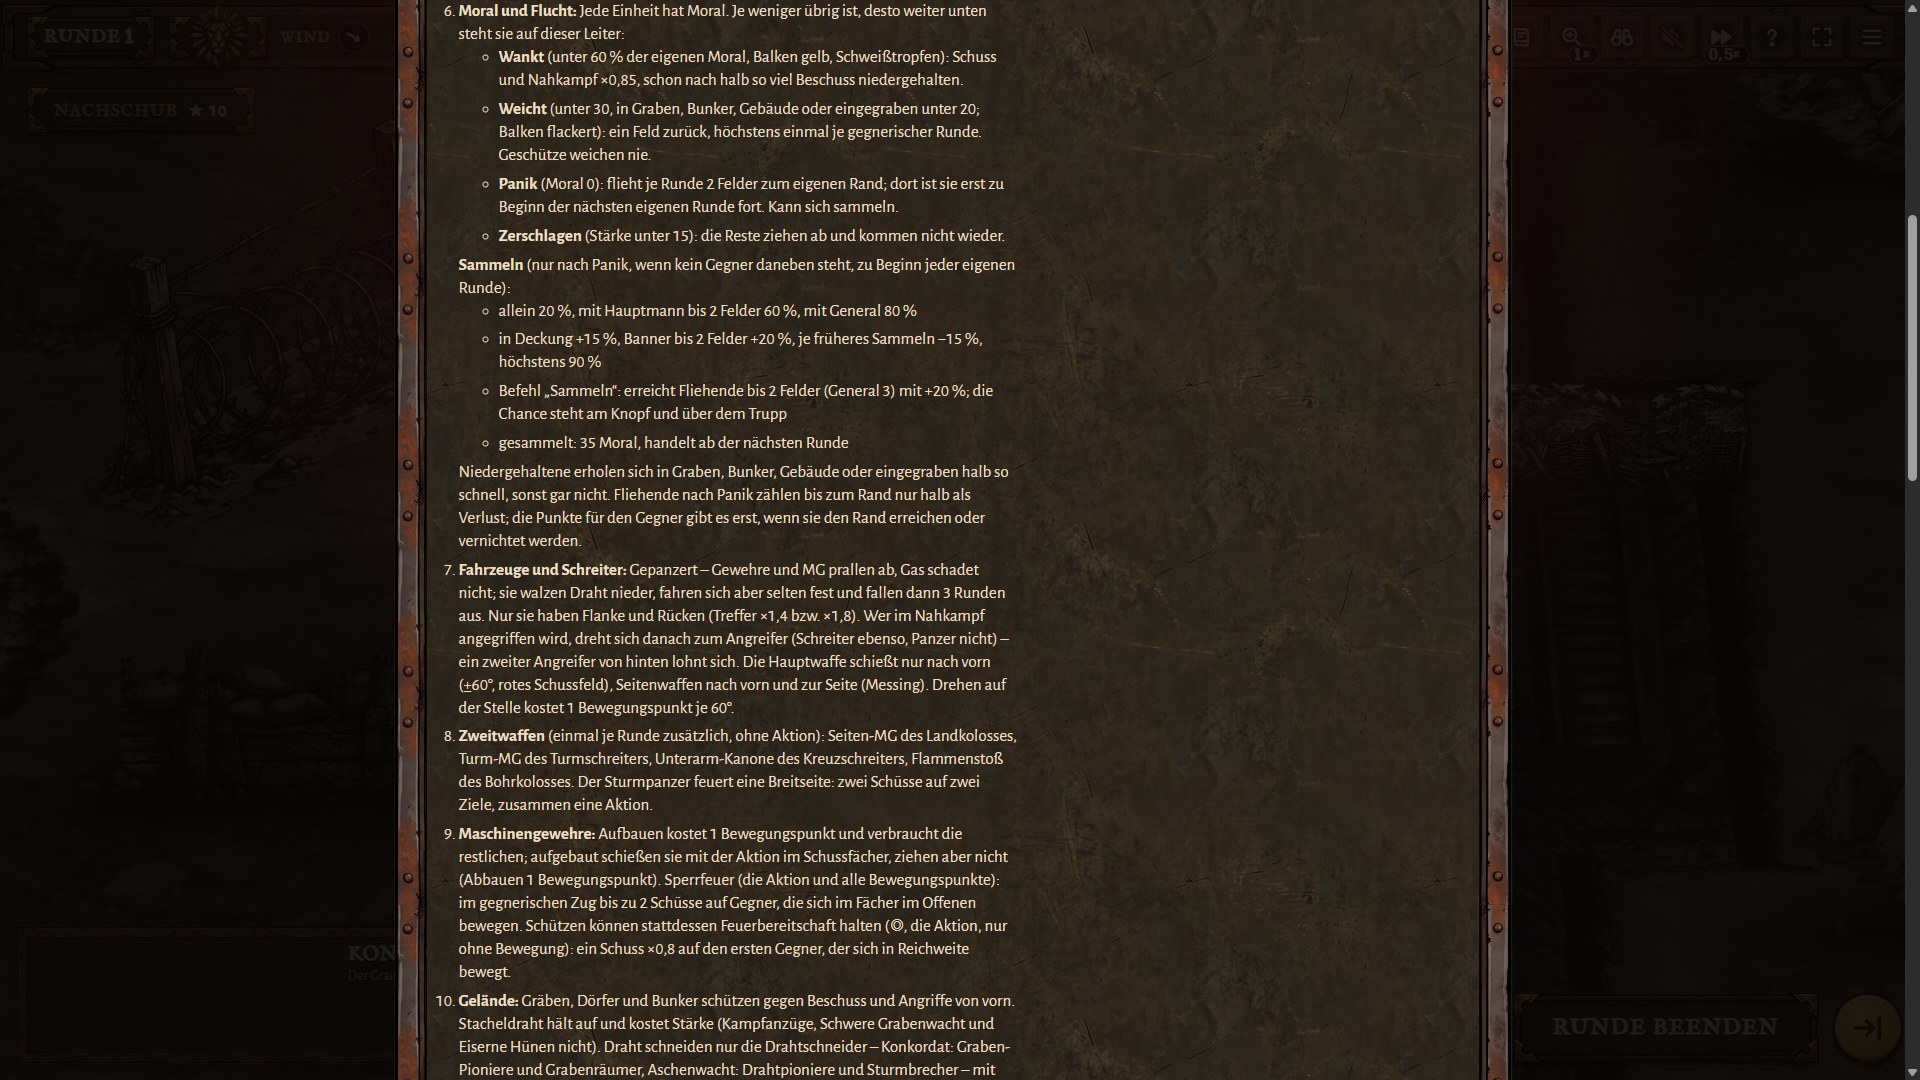 RUNDE 1
WIND
1×
0,5×
?
NACHSCHUB ★ 10
6. Moral und Flucht: Jede Einheit hat Moral. Je weniger übrig ist, desto weiter unten
steht sie auf dieser Leiter:
Wankt (unter 60 % der eigenen Moral, Balken gelb, Schweißtropfen): Schuss
und Nahkampf ×0,85, schon nach halb so viel Beschuss niedergehalten.
Weicht (unter 30, in Graben, Bunker, Gebäude oder eingegraben unter 20;
Balken flackert): ein Feld zurück, höchstens einmal je gegnerischer Runde.
Geschütze weichen nie.
Panik (Moral 0): flieht je Runde 2 Felder zum eigenen Rand; dort ist sie erst zu
Beginn der nächsten eigenen Runde fort. Kann sich sammeln.
Zerschlagen (Stärke unter 15): die Reste ziehen ab und kommen nicht wieder.
Sammeln (nur nach Panik, wenn kein Gegner daneben steht, zu Beginn jeder eigenen
Runde):
allein 20 %, mit Hauptmann bis 2 Felder 60 %, mit General 80 %
in Deckung +15 %, Banner bis 2 Felder +20 %, je früheres Sammeln −15 %,
höchstens 90 %
Befehl „Sammeln“: erreicht Fliehende bis 2 Felder (General 3) mit +20 %; die
Chance steht am Knopf und über dem Trupp
gesammelt: 35 Moral, handelt ab der nächsten Runde
Niedergehaltene erholen sich in Graben, Bunker, Gebäude oder eingegraben halb so
schnell, sonst gar nicht. Fliehende nach Panik zählen bis zum Rand nur halb als
Verlust; die Punkte für den Gegner gibt es erst, wenn sie den Rand erreichen oder
vernichtet werden.
7. Fahrzeuge und Schreiter: Gepanzert – Gewehre und MG prallen ab, Gas schadet
nicht; sie walzen Draht nieder, fahren sich aber selten fest und fallen dann 3 Runden
aus. Nur sie haben Flanke und Rücken (Treffer ×1,4 bzw. ×1,8). Wer im Nahkampf
angegriffen wird, dreht sich danach zum Angreifer (Schreiter ebenso, Panzer nicht) –
ein zweiter Angreifer von hinten lohnt sich. Die Hauptwaffe schießt nur nach vorn
(±60°, rotes Schussfeld), Seitenwaffen nach vorn und zur Seite (Messing). Drehen auf
der Stelle kostet 1 Bewegungspunkt je 60°.
8. Zweitwaffen (einmal je Runde zusätzlich, ohne Aktion): Seiten-MG des Landkolosses,
Turm-MG des Turmschreiters, Unterarm-Kanone des Kreuzschreiters, Flammenstoß
des Bohrkolosses. Der Sturmpanzer feuert eine Breitseite: zwei Schüsse auf zwei
Ziele, zusammen eine Aktion.
9. Maschinengewehre: Aufbauen kostet 1 Bewegungspunkt und verbraucht die
restlichen; aufgebaut schießen sie mit der Aktion im Schussfächer, ziehen aber nicht
(Abbauen 1 Bewegungspunkt). Sperrfeuer (die Aktion und alle Bewegungspunkte):
im gegnerischen Zug bis zu 2 Schüsse auf Gegner, die sich im Fächer im Offenen
bewegen. Schützen können stattdessen Feuerbereitschaft halten (◎, die Aktion, nur
ohne Bewegung): ein Schuss ×0,8 auf den ersten Gegner, der sich in Reichweite
bewegt.
10. Gelände: Gräben, Dörfer und Bunker schützen gegen Beschuss und Angriffe von vorn.
Stacheldraht hält auf und kostet Stärke (Kampfanzüge, Schwere Grabenwacht und
Eiserne Hünen nicht). Draht schneiden nur die Drahtschneider – Konkordat: Graben-
Pioniere und Grabenräumer, Aschenwacht: Drahtpioniere und Sturmbrecher – mit
KON
Der Grau
RUNDE BEENDEN